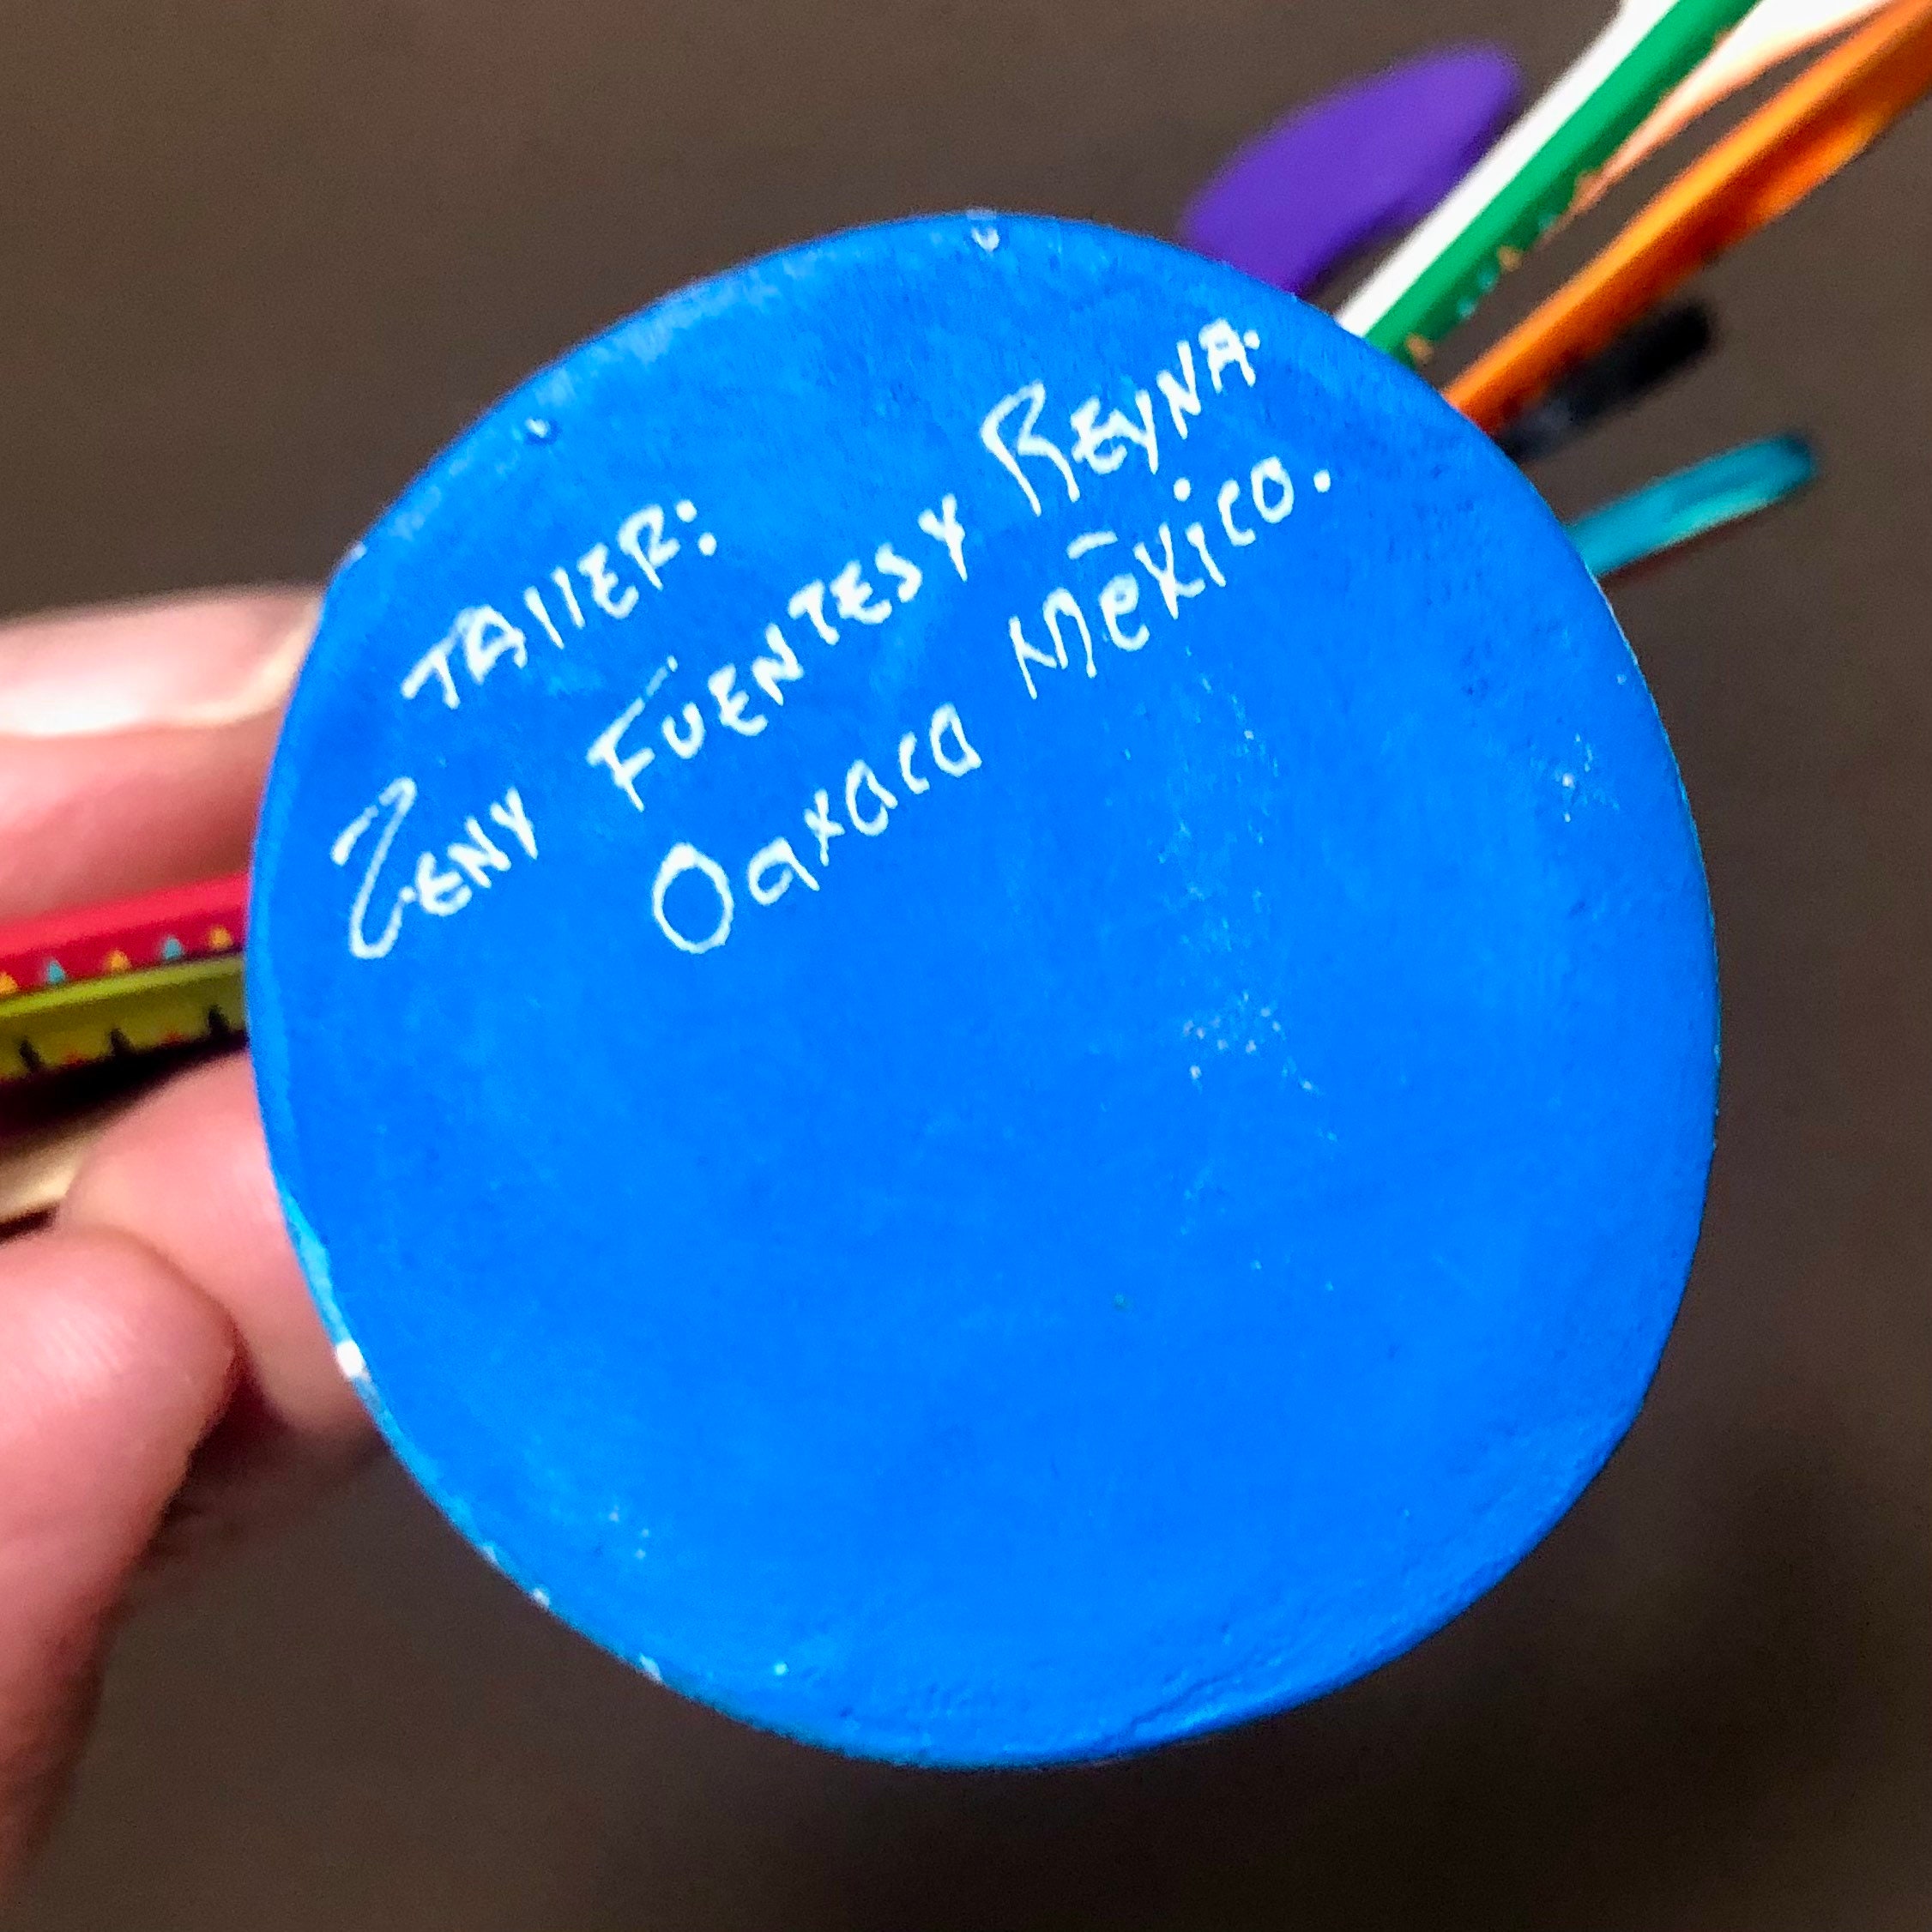 TAllER:
ZENY FUENTES Y REYNA.
Oaxaca México.